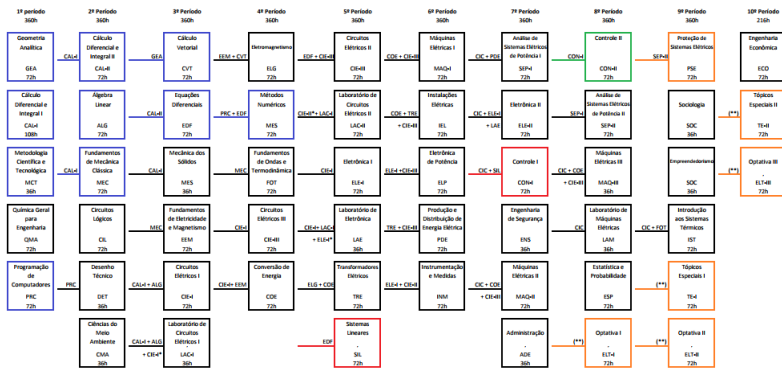 1º período
360h
2º Período
360h
3º Período
360h
4º Período
360h
5º Período
360h
6º Período
360h
7º Período
360h
8º Período
360h
9º Período
360h
10º Período
216h
Geometria
Analítica
GEA
72h
CAL-I
Cálculo
Diferencial e
Integral II
CAL-II
72h
GEA
Cálculo
Vetorial
CVT
72h
EEM + CVT
Eletromagnetismo
ELG
72h
EDF + CIE-II
Circuitos
Elétricos II
CIE-III
72h
COE + CIE-III
Máquinas
Elétricas I
MAQ-I
72h
CIC + PDE
Análise de
Sistemas Elétricos
de Potência I
SEP-I
72h
CON-I
Controle II
CON-II
72h
SEP-II
Proteção de
Sistemas Elétricos
PSE
72h
Engenharia
Econômica
ECO
72h
Cálculo
Diferencial e
Integral I
CAL-I
108h
Álgebra
Linear
ALG
72h
CAL-II
Equações
Diferenciais
EDF
72h
PRC + EDF
Métodos
Numéricos
MES
72h
CIE-II*+ LAC-I
Laboratório de
Circuitos
Elétricos II
LAC-II
72h
COE + TRE
+ CIE-III
Instalações
Elétricas
IEL
72h
CIC + ELE-I
+ LAE
Eletrônica II
ELE-II
72h
SEP-I
Análise de
Sistemas Elétricos
de Potência II
SEP-II
72h
Sociologia
SOC
36h
(**)
Tópicos
Especiais II
TE-II
72h
Metodologia
Científica e
Tecnológica
MCT
36h
CAL-I
Fundamentos
de Mecânica
Clássica
MEC
72h
CAL-I
Mecânica dos
Sólidos
MES
36h
MEC
Fundamentos
de Ondas e
Termodinâmica
FOT
72h
CIE-I
Eletrônica I
ELE-I
72h
ELE-I +CIE-III
Eletrônica
de Potência
ELP
72h
CIC + SIL
Controle I
CON-I
72h
CIC + COE
+ CIE-III
Máquinas
Elétricas III
MAQ-III
36h
Empreendedorismo
SOC
36h
(**)
Optativa III
.
ELT-III
72h
Química Geral
para
Engenharia
QMA
72h
Circuitos
Lógicos
CIL
72h
MEC
Fundamentos
de Eletricidade
e Magnetismo
EEM
72h
CIE-I
Circuitos
Elétricos III
CIE-III
72h
CIE-I+ LAC-I
+ ELE-I*
Laboratório de
Eletrônica
LAE
36h
TRE + CIE-III
Produção e
Distribuição de
Energia Elétrica
PDE
72h
Engenharia
de Segurança
ENS
36h
CIC
Laboratório de
Máquinas
Elétricas
LAM
36h
CIC + FOT
Introdução
aos Sistemas
Térmicos
IST
72h
Programação
de
Computadores
PRC
72h
PRC
Desenho
Técnico
DET
36h
CAL-I + ALG
Circuitos
Elétricos I
CIE-I
72h
CIE-I+ EEM
Conversão de
Energia
COE
72h
ELG + COE
Transformadores
Elétricos
TRE
72h
ELE-I + CIE-II
Instrumentação
e Medidas
INM
72h
CIC + COE
+ CIE-III
Máquinas
Elétricas II
MAQ-II
72h
Estatística e
Probabilidade
ESP
72h
(**)
Tópicos
Especiais I
TE-I
72h
Ciências do
Meio
Ambiente
CMA
36h
CAL-I + ALG
+ CIE-I*
Laboratório de
Circuitos
Elétricos I
LAC-I
36h
EDF
Sistemas
Lineares
.
SIL
72h
Administração
.
ADE
36h
(**)
Optativa I
.
ELT-I
72h
(**)
Optativa II
.
ELT-II
72h